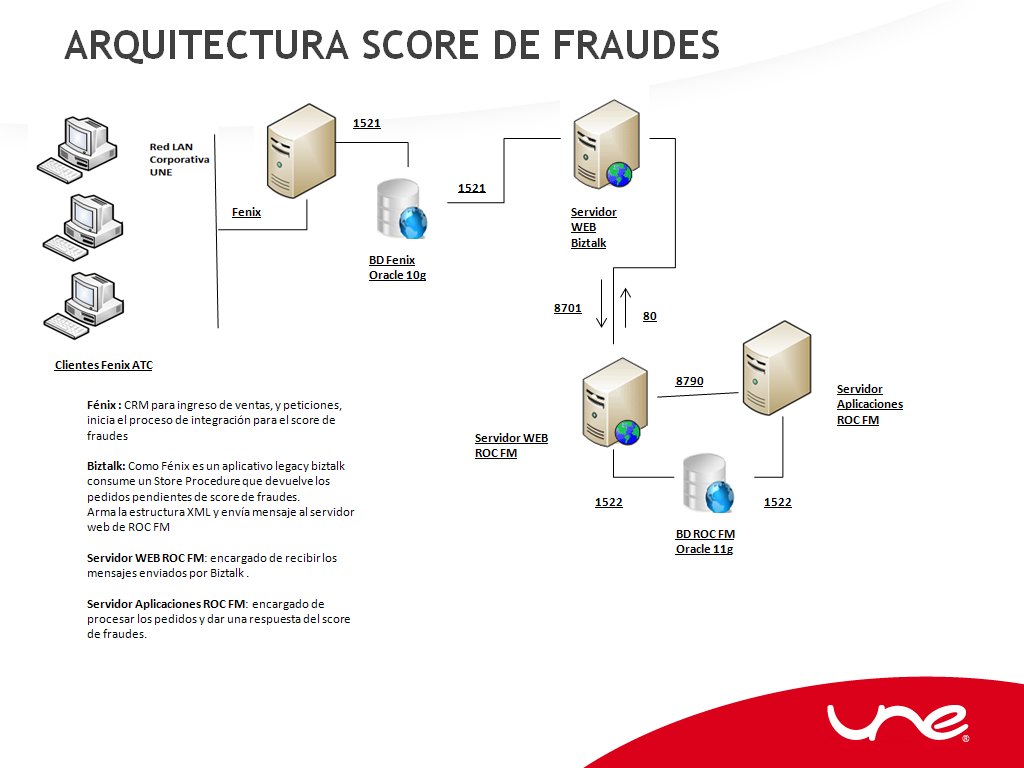 ARQUITECTURA SCORE DE FRAUDES
Red LAN
Corporativa
UNE
1521
Fenix
BD Fenix
Oracle 10g
1521
Servidor
WEB
Biztalk
8701
80
Clientes Fenix ATC
8790
Servidor
Aplicaciones
ROC FM
Servidor WEB
ROC FM
1522
1522
BD ROC FM
Oracle 11g
Fénix : CRM para ingreso de ventas, y peticiones,
inicia el proceso de integración para el score de
fraudes
Biztalk: Como Fénix es un aplicativo legacy biztalk
consume un Store Procedure que devuelve los
pedidos pendientes de score de fraudes.
Arma la estructura XML y envía mensaje al servidor
web de ROC FM
Servidor WEB ROC FM: encargado de recibir los
mensajes enviados por Biztalk .
Servidor Aplicaciones ROC FM: encargado de
procesar los pedidos y dar una respuesta del score
de fraudes.
une®